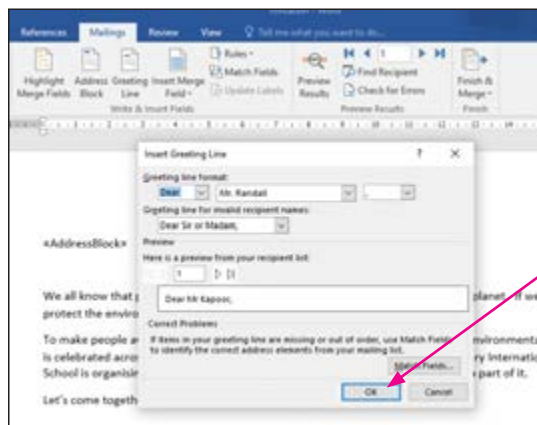 References Mailings Review View Tell me what you want to do...
Highlight Merge Fields Address Block Greeting Line Insert Merge Field Rules Match Fields Update Labels Preview Results 1 Find Recipient Check for Errors Finish & Merge
Write & Insert Fields Preview Results Finish
Insert Greeting Line ? ×
Greeting line format:
Dear Mr. Randall ,
Greeting line for invalid recipient names:
Dear Sir or Madam,
«AddressBlock»
Preview
Here is a preview from your recipient list:
1
Dear Mr Kapoor,
We all know that planet. If we
protect the enviro
Correct Problems
If items in your greeting line are missing or out of order, use Match Fields
to identify the correct address elements from your mailing list.
Match Fields...
To make people a nvironmenta
is celebrated acro ry Internatio
School is organisin part of it.
OK Cancel
Let's come togeth